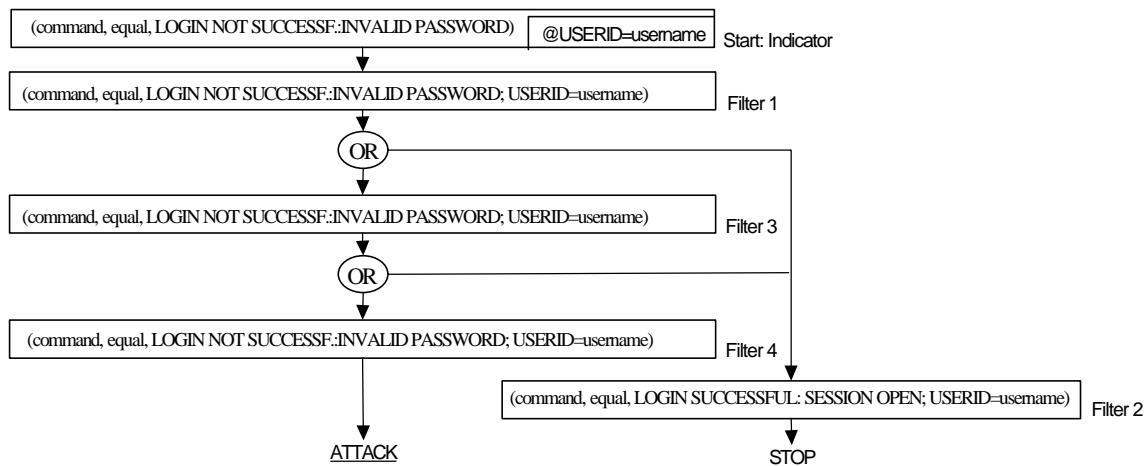 (command, equal, LOGIN NOT SUCCESSF.:INVALID PASSWORD)
@USERID=username
Start: Indicator
(command, equal, LOGIN NOT SUCCESSF.:INVALID PASSWORD; USERID=username)
Filter 1
OR
(command, equal, LOGIN NOT SUCCESSF.:INVALID PASSWORD; USERID=username)
Filter 3
OR
(command, equal, LOGIN NOT SUCCESSF.:INVALID PASSWORD; USERID=username)
Filter 4
(command, equal, LOGIN SUCCESSFUL: SESSION OPEN; USERID=username)
Filter 2
ATTACK
STOP